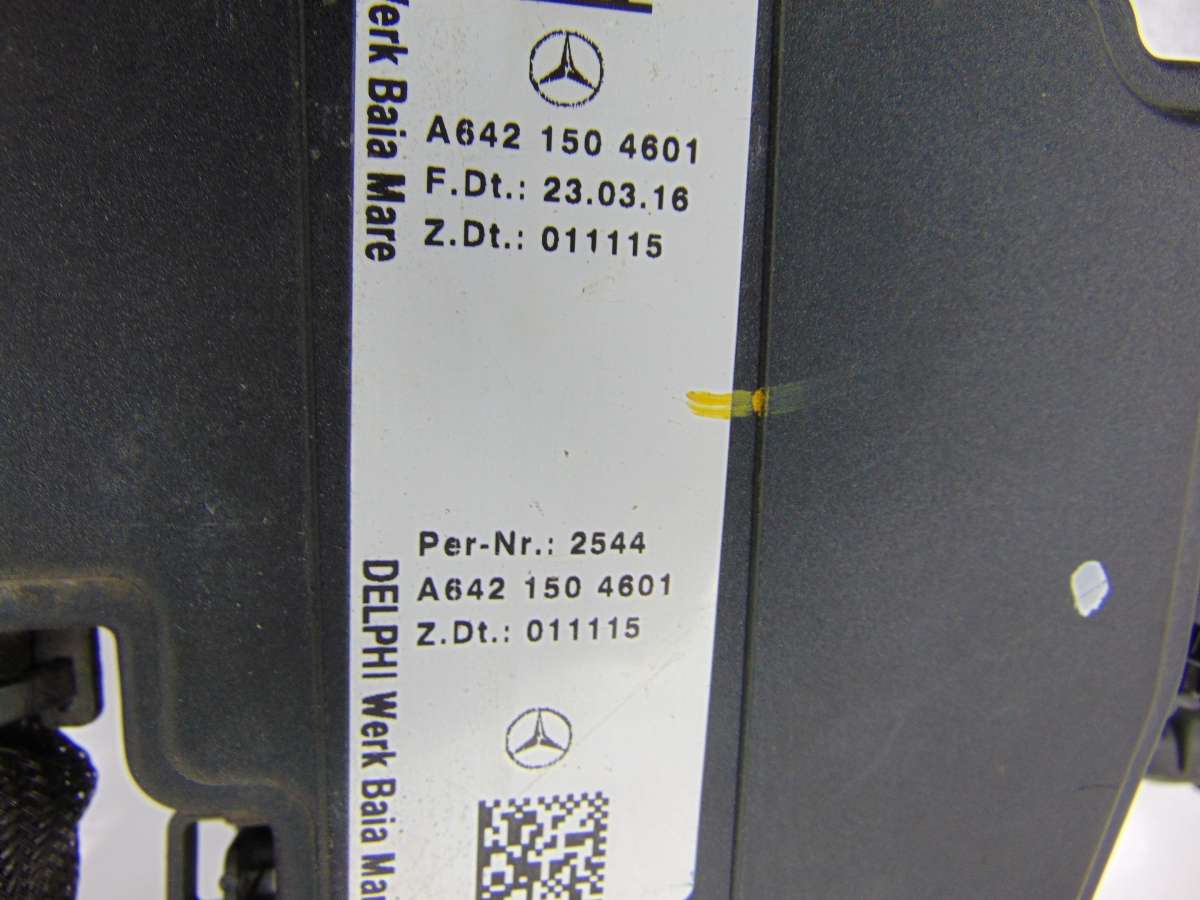 Werk Baia Mare
A642 150 4601
F.Dt.: 23.03.16
Z.Dt.: 011115
Per-Nr.: 2544
A642 150 4601
Z.Dt.: 011115
DELPHI Werk Baia Mar